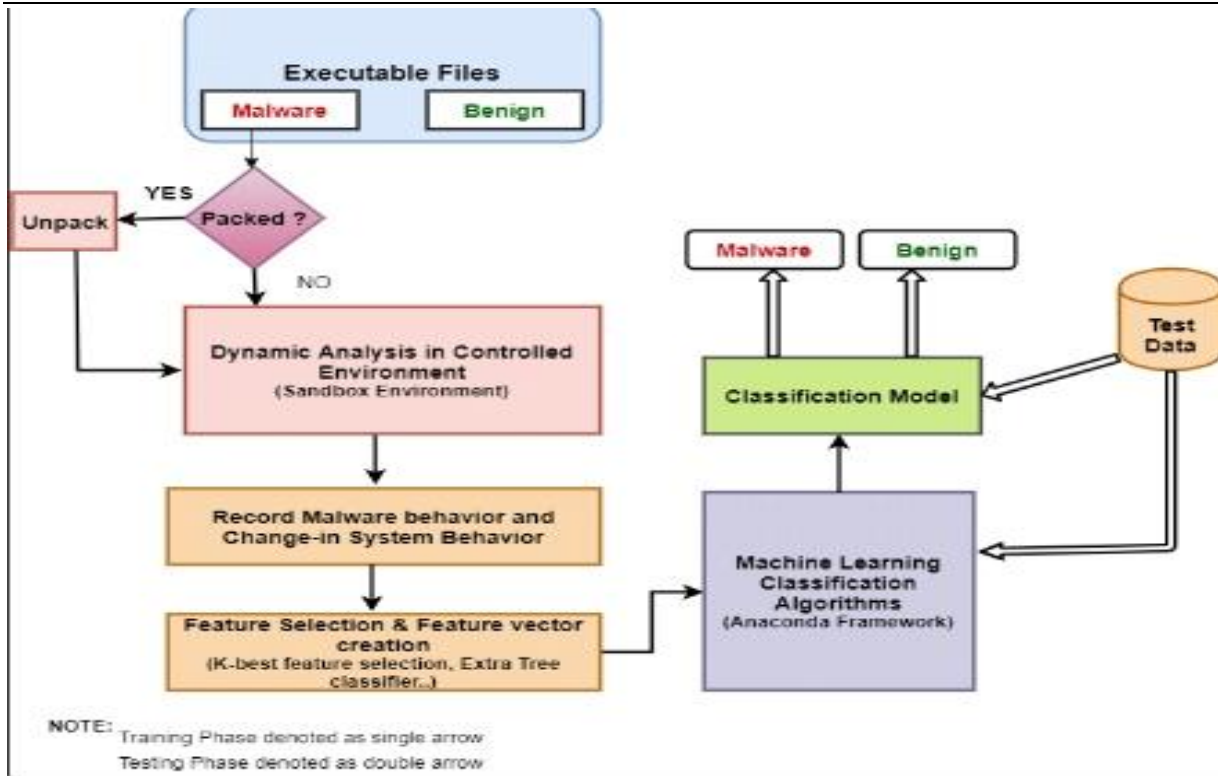 Executable Files
Malware
Benign
YES
Unpack
Packed ?
NO
Dynamic Analysis in Controlled
Environment
(Sandbox Environment)
Record Malware behavior and
Change-in System Behavior
Feature Selection & Feature vector
creation
(K-best feature selection, Extra Tree
classifier..)
Malware
Benign
Test
Data
Classification Model
Machine Learning
Classification
Algorithms
(Anaconda Framework)
NOTE:
Training Phase denoted as single arrow
Testing Phase denoted as double arrow